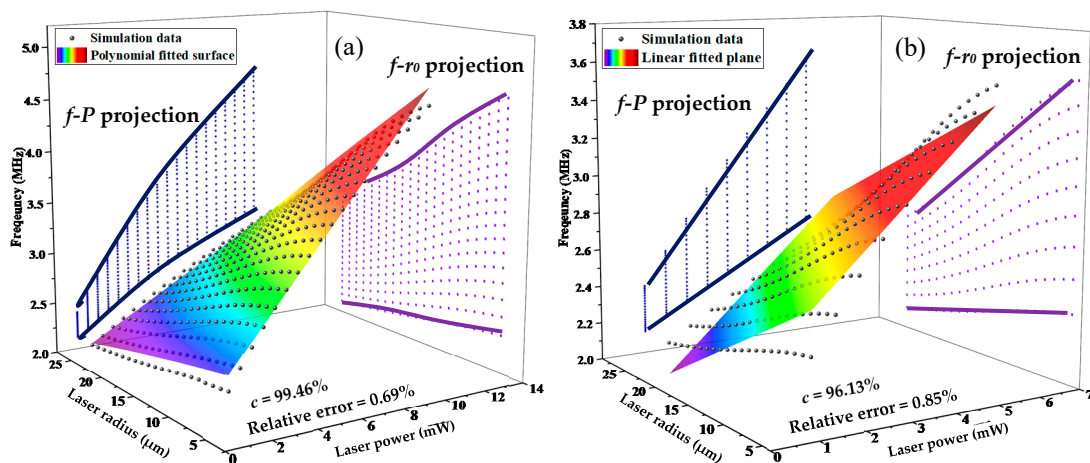 Simulation data
Polynomial fitted surface
(a)
f-r0 projection
f-P projection
5.0
4.5
4.0
3.5
3.0
2.5
2.0
Freqeuncy (MHz)
25
20
15
10
5
Laser radius (μm)
0
2
4
6
8
10
12
14
Laser power (mW)
c = 99.46%
Relative error = 0.69%
Simulation data
Linear fitted plane
(b)
f-r0 projection
f-P projection
3.8
3.6
3.4
3.2
3.0
2.8
2.6
2.4
2.2
2.0
Freqeuncy (MHz)
25
20
15
10
5
Laser radius (μm)
0
1
2
3
4
5
6
7
Laser power (mW)
c = 96.13%
Relative error = 0.85%